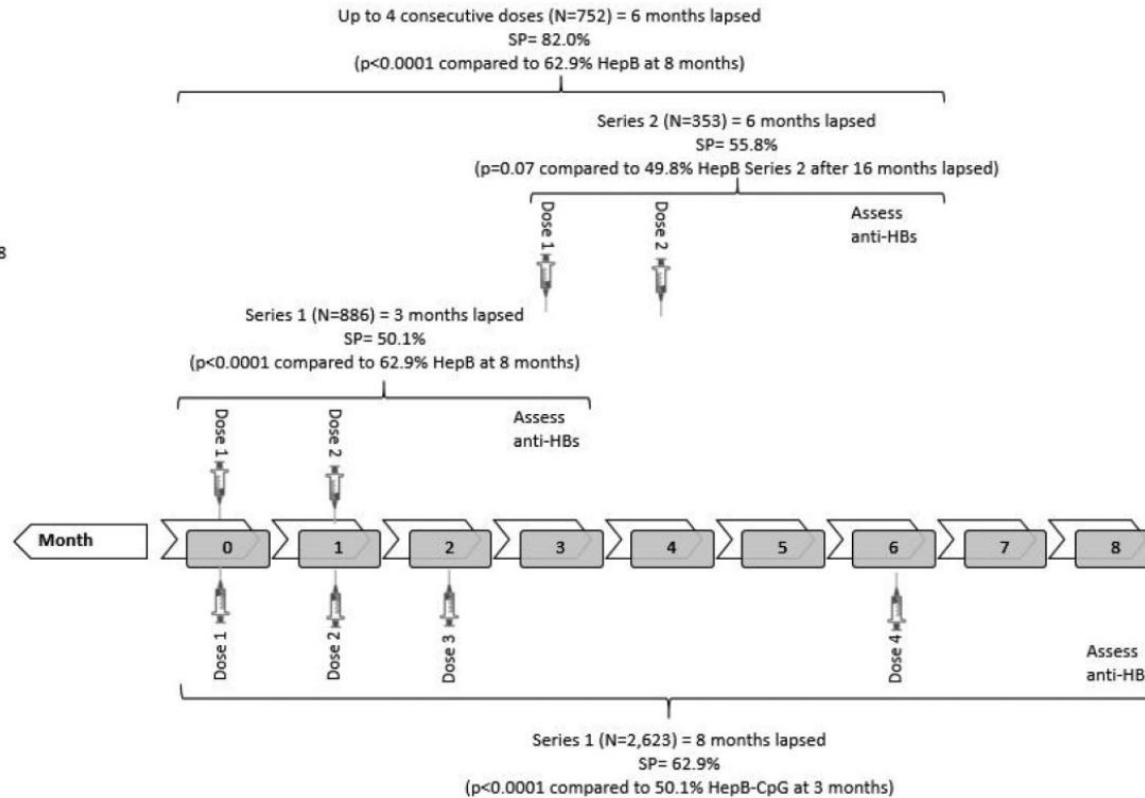 Up to 4 consecutive doses (N=752) = 6 months lapsed
SP= 82.0%
(p<0.0001 compared to 62.9% HepB at 8 months)
Series 2 (N=353) = 6 months lapsed
SP= 55.8%
(p=0.07 compared to 49.8% HepB Series 2 after 16 months lapsed)
Dose 1
Dose 2
Assess
anti-HBs
8
Series 1 (N=886) = 3 months lapsed
SP= 50.1%
(p<0.0001 compared to 62.9% HepB at 8 months)
Dose 1
Dose 2
Assess
anti-HBs
Month 0 1 2 3 4 5 6 7 8
Dose 1
Dose 2
Dose 3
Dose 4
Assess
anti-HB
Series 1 (N=2,623) = 8 months lapsed
SP= 62.9%
(p<0.0001 compared to 50.1% HepB-CpG at 3 months)